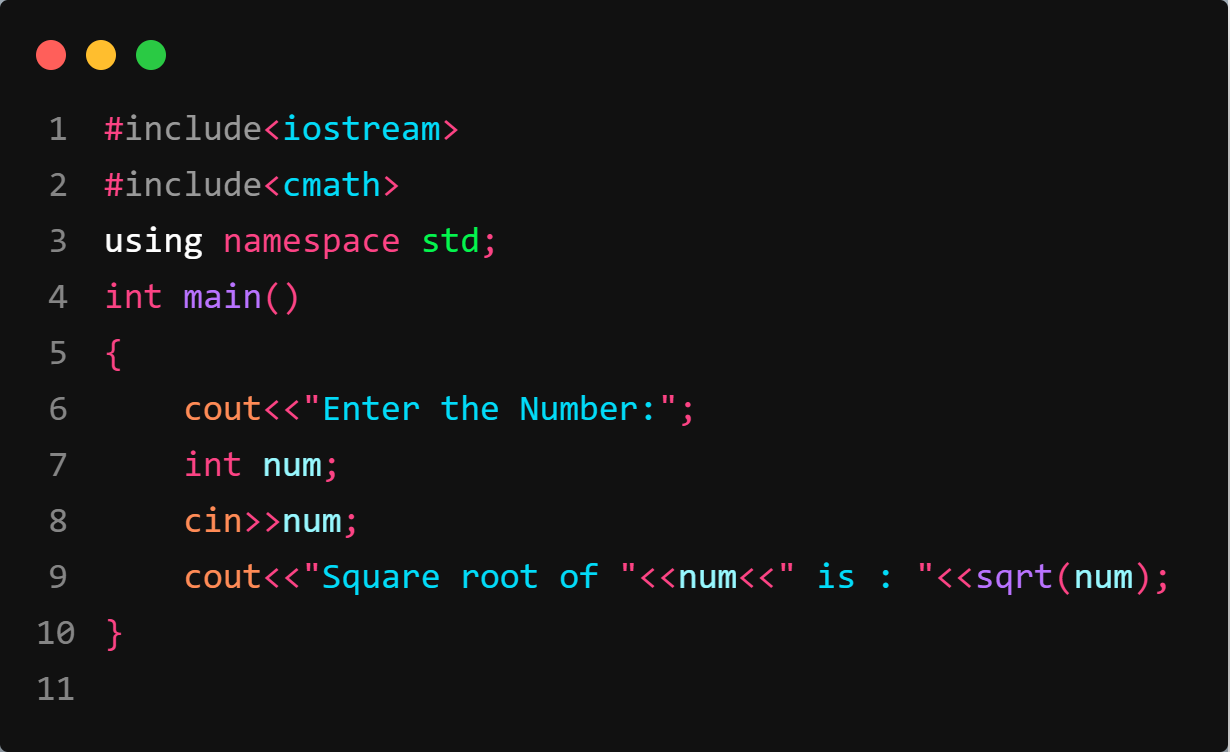 1 #include<iostream>
2 #include<cmath>
3 using namespace std;
4 int main()
5 {
6     cout<<"Enter the Number:";
7     int num;
8     cin>>num;
9     cout<<"Square root of "<<num<<" is : "<<sqrt(num);
10 }
11